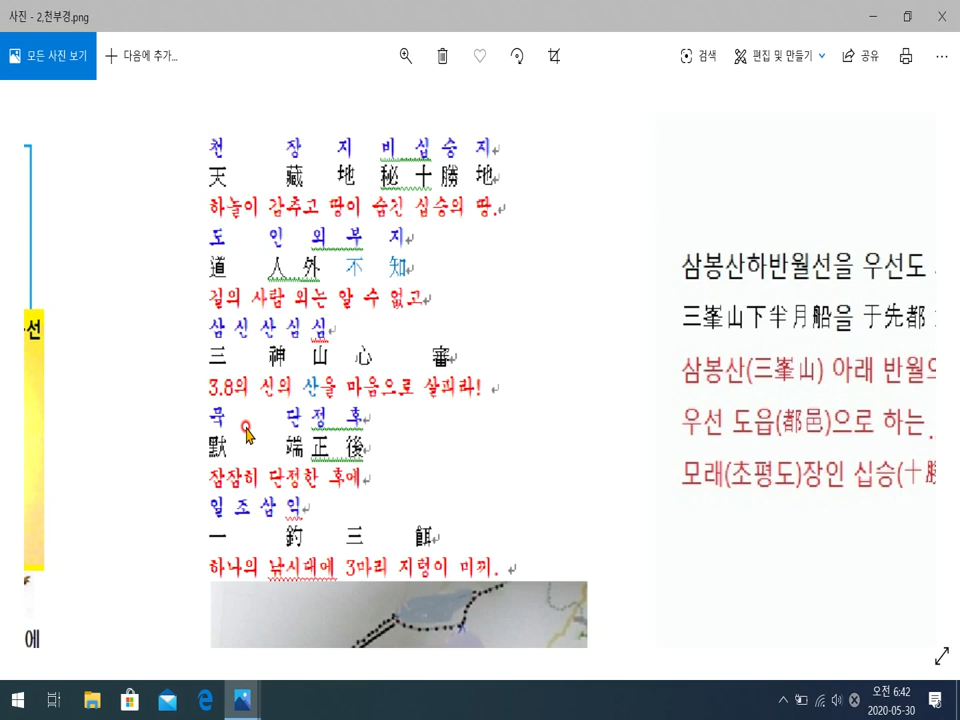 사진 - 2.천부경.png
모든 사진 보기
다음에 추가...
검색
편집 및 만들기
공유
천 장 지 비 십 승 지
天 藏 地 秘 十 勝 地
하늘이 감추고 땅이 숨긴 십승의 땅.
도 인 외 부 지
道 人 外 不 知
길의 사람 외는 알 수 없고
삼 신 산 심 심
三 神 山 心 審
3.8의 신의 산을 마음으로 살피라!
묵 단 정 후
默 端 正 後
잠잠히 단정한 후에
일 조 삼 익
一 釣 三 餌
하나의 낚시대에 3마리 지렁이 미끼.
선
에
삼봉산하반월선을 우선도
三峯山下半月船을 于先都
삼봉산(三峯山) 아래 반월으
우선 도읍(都邑)으로 하는
모래(초평도)장인 십승(十勝
오전 6:42
2020-05-30